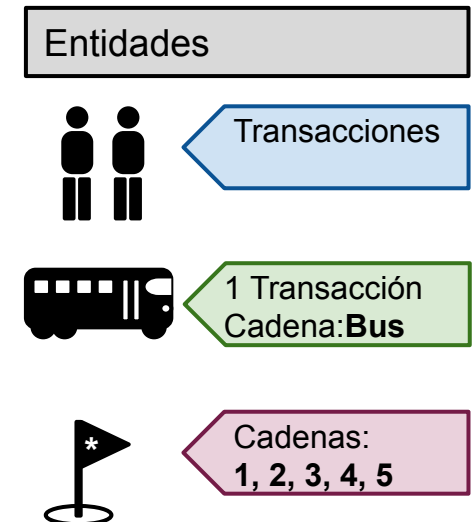 Entidades
Transacciones
1 Transacción
Cadena:Bus
*
Cadenas:
1, 2, 3, 4, 5